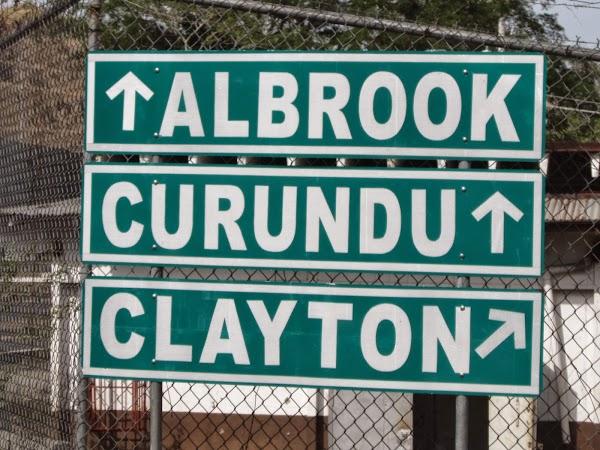 ↑ ALBROOK
CURUNDU ↑
CLAYTON ↗